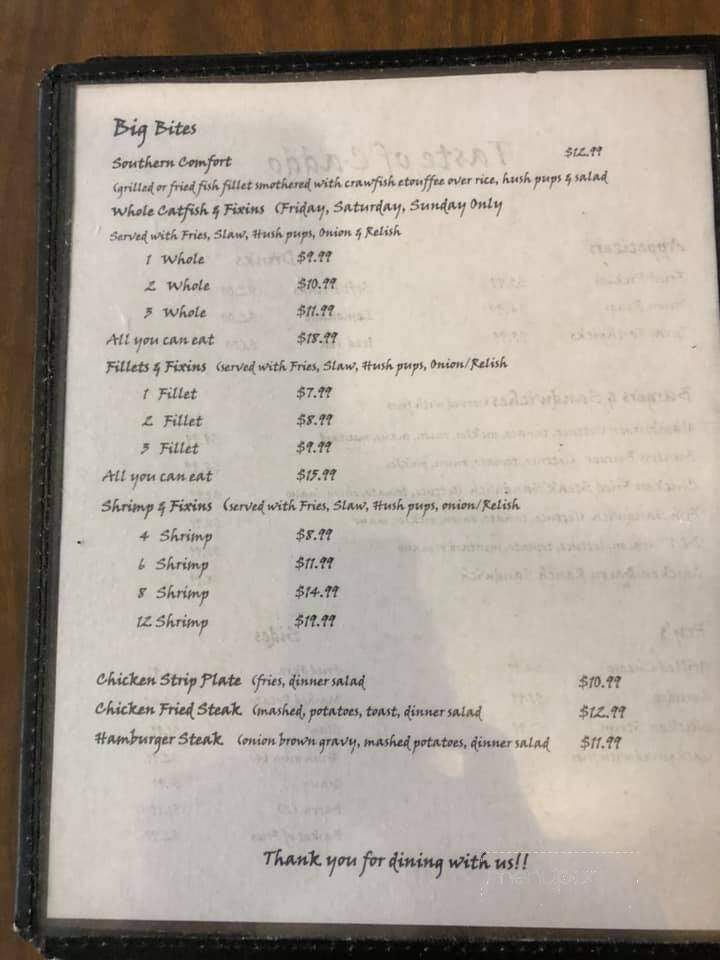 Big Bites
Southern Comfort $12.99
(grilled or fried fish fillet smothered with crawfish etouffee over rice, hush pups & salad
Whole Catfish & Fixins (Friday, Saturday, Sunday Only
Served with Fries, Slaw, Hush pups, Onion & Relish
1 Whole $9.99
2 Whole $10.99
3 Whole $11.99
All you can eat $18.99
Fillets & Fixins (served with Fries, Slaw, Hush pups, Onion/Relish
1 Fillet $7.99
2 Fillet $8.99
3 Fillet $9.99
All you can eat $15.99
Shrimp & Fixins (served with Fries, Slaw, Hush pups, onion/Relish
4 Shrimp $8.99
6 Shrimp $11.99
8 Shrimp $14.99
12 Shrimp $19.99
Chicken Strip Plate (fries, dinner salad $10.99
Chicken Fried Steak (mashed, potatoes, toast, dinner salad $12.99
Hamburger Steak (onion brown gravy, mashed potatoes, dinner salad $11.99
Thank you for dining with us!!